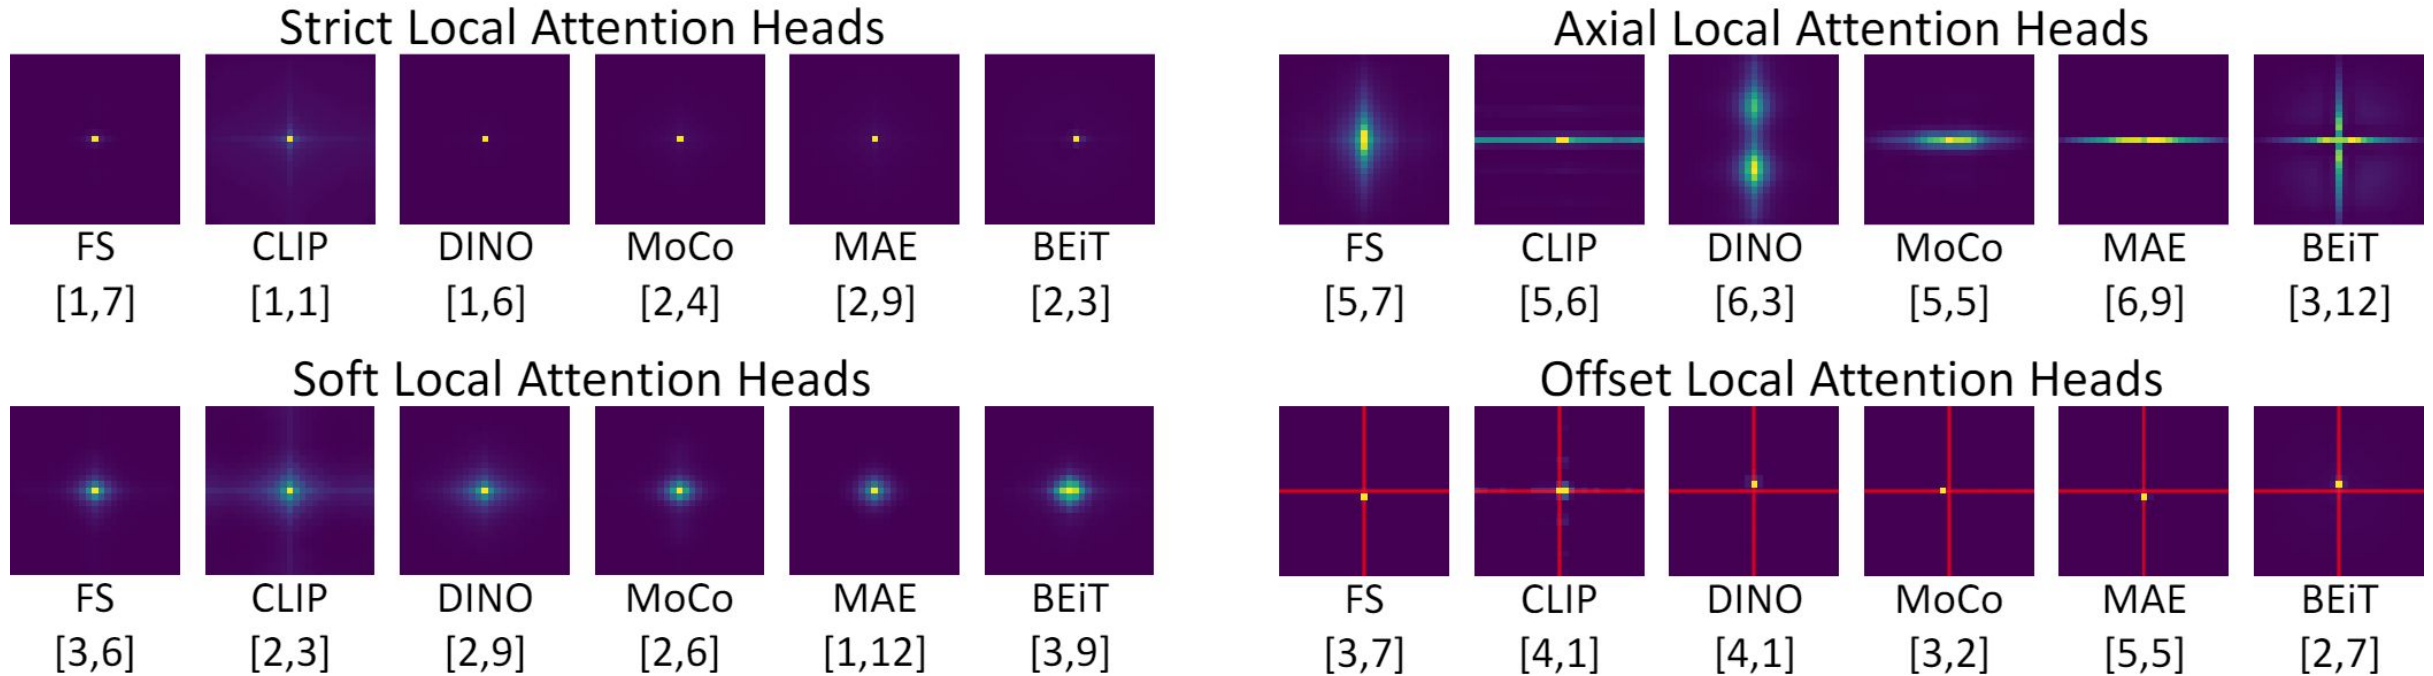 Strict Local Attention Heads
FS CLIP DINO MoCo MAE BEiT
[1,7] [1,1] [1,6] [2,4] [2,9] [2,3]
Axial Local Attention Heads
FS CLIP DINO MoCo MAE BEiT
[5,7] [5,6] [6,3] [5,5] [6,9] [3,12]
Soft Local Attention Heads
FS CLIP DINO MoCo MAE BEiT
[3,6] [2,3] [2,9] [2,6] [1,12] [3,9]
Offset Local Attention Heads
FS CLIP DINO MoCo MAE BEiT
[3,7] [4,1] [4,1] [3,2] [5,5] [2,7]